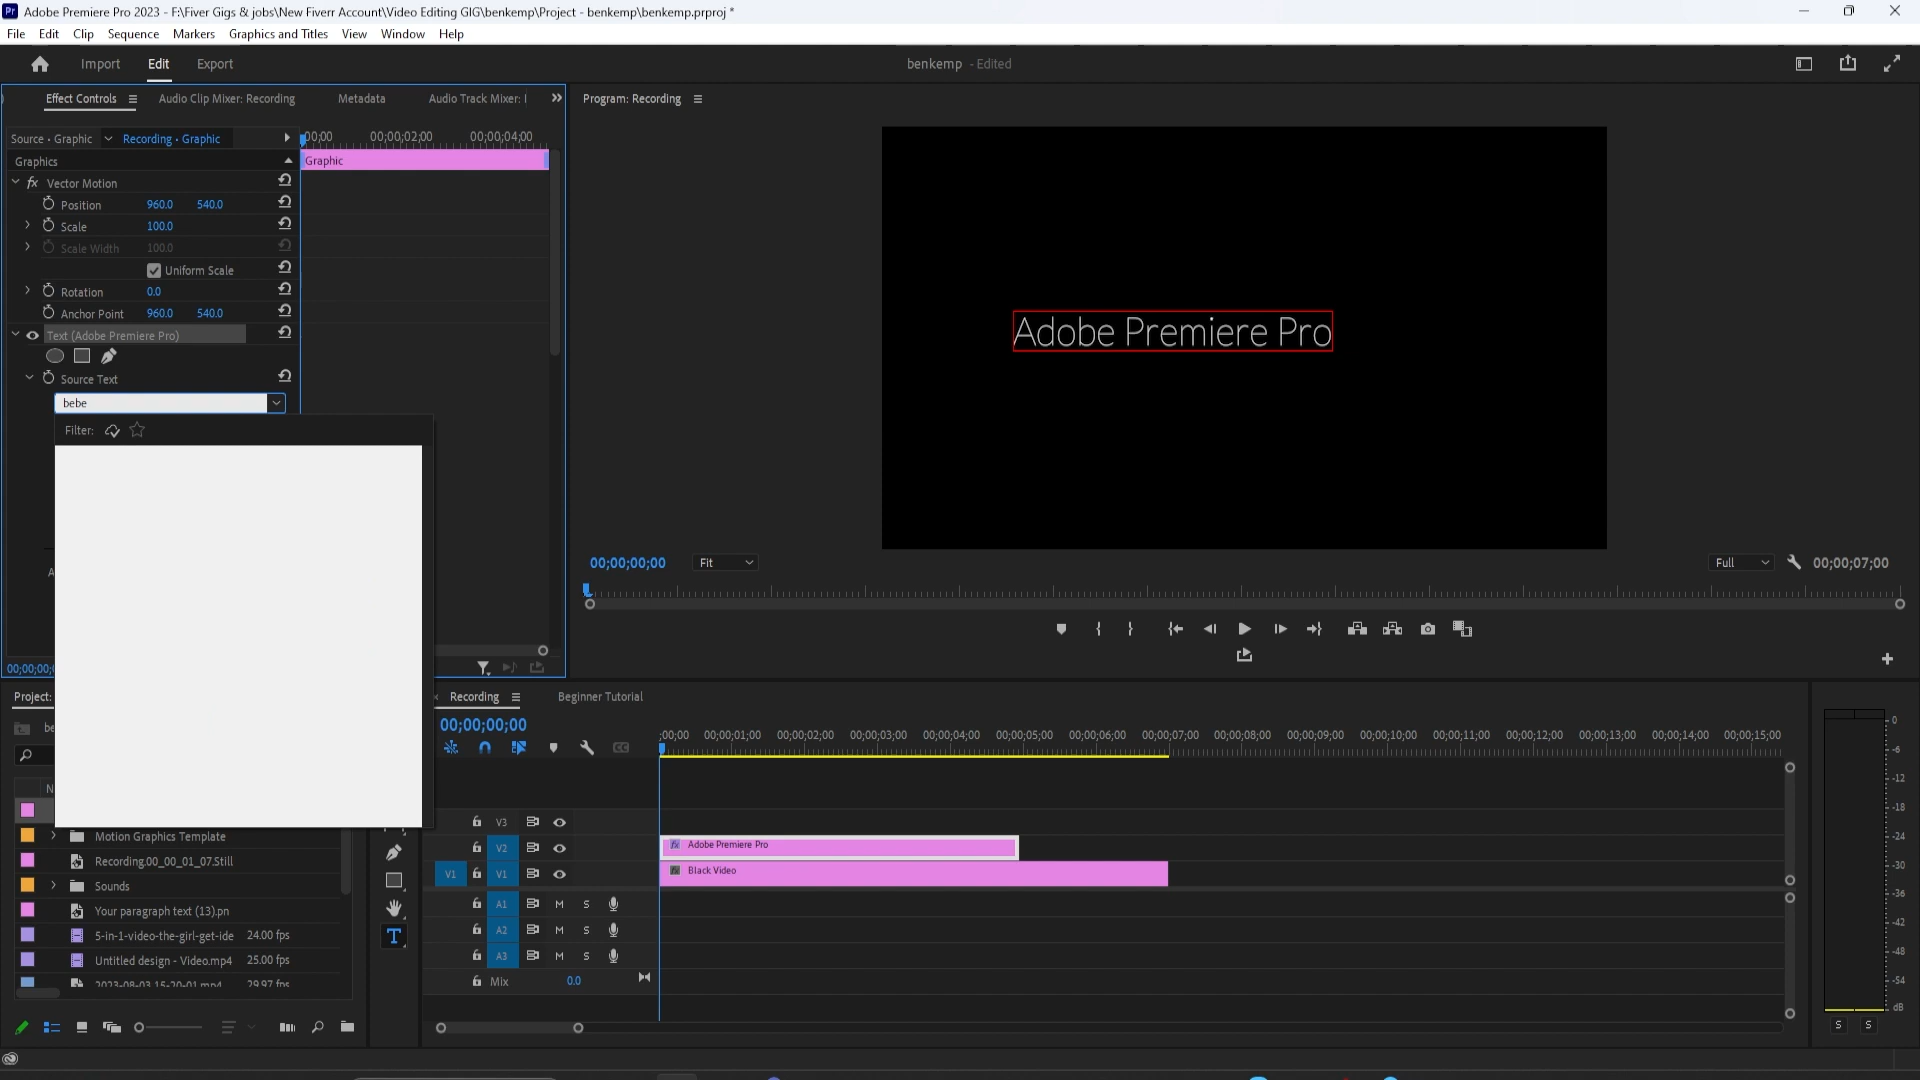 Adobe Premiere Pro 2023 - F:\Fiver Gigs & jobs\New Fiverr Account\Video Editing GIG\benkemp\Project - benkemp\benkemp.prproj *
File Edit Clip Sequence Markers Graphics and Titles View Window Help
Import Edit Export
benkemp - Edited
Effect Controls Audio Clip Mixer: Recording Metadata Audio Track Mixer:
Program: Recording
Source • Graphic Recording • Graphic
;00;00 00;00;02;00 00;00;04;00
Graphics
Graphic
fx Vector Motion
Position 960.0 540.0
Scale 100.0
Scale Width 100.0
Uniform Scale
Rotation 0.0
Anchor Point 960.0 540.0
Text (Adobe Premiere Pro)
Source Text
bebe
Filter:
A
00;00;00;
Adobe Premiere Pro
00;00;00;00 Fit Full 00;00;07;00
Project:
be
N
Motion Graphics Template
Recording.00_00_01_07.Still
Sounds
Your paragraph text (13).pn
5-in-1-video-the-girl-get-ide 24.00 fps
Untitled design - Video.mp4 25.00 fps
2023-08-03 15-20-01.mp4 29.97 fps
Recording Beginner Tutorial
00;00;00;00
;00;00 00;00;01;00 00;00;02;00 00;00;03;00 00;00;04;00 00;00;05;00 00;00;06;00 00;00;07;00 00;00;08;00 00;00;09;00 00;00;10;00 00;00;11;00 00;00;12;00 00;00;13;00 00;00;14;00 00;00;15;00
V3
V2 fx Adobe Premiere Pro
V1 V1 fx Black Video
A1 M S
A2 M S
A3 M S
Mix 0.0
0
-6
-12
-18
-24
-30
-36
-42
-48
-54
dB
S S